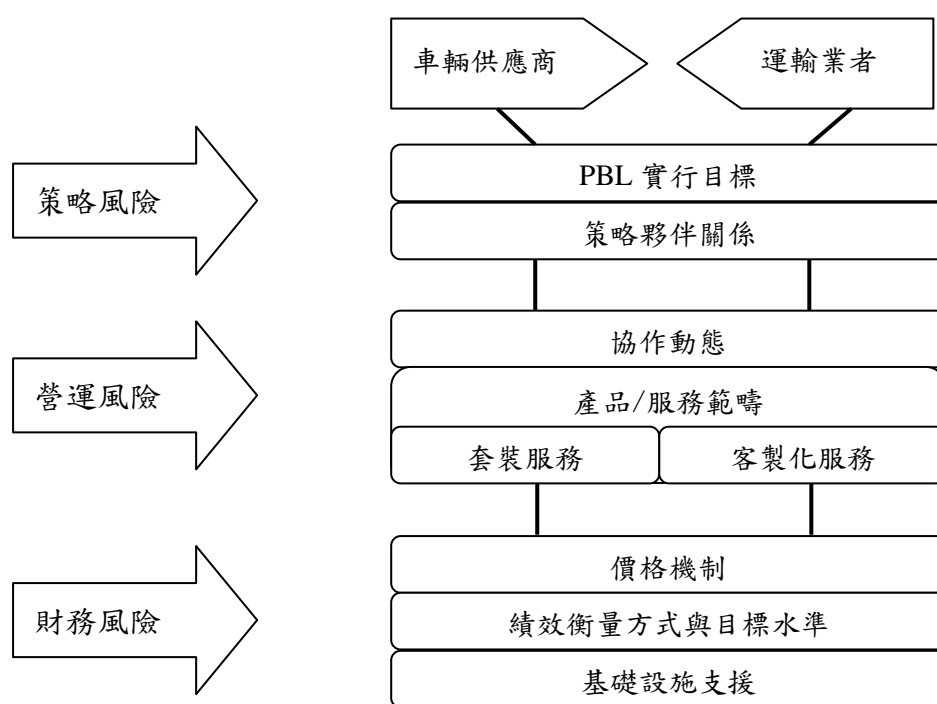 車輛供應商
運輸業者
策略風險
PBL 實行目標
策略夥伴關係
營運風險
協作動態
產品/服務範疇
套裝服務
客製化服務
財務風險
價格機制
績效衡量方式與目標水準
基礎設施支援